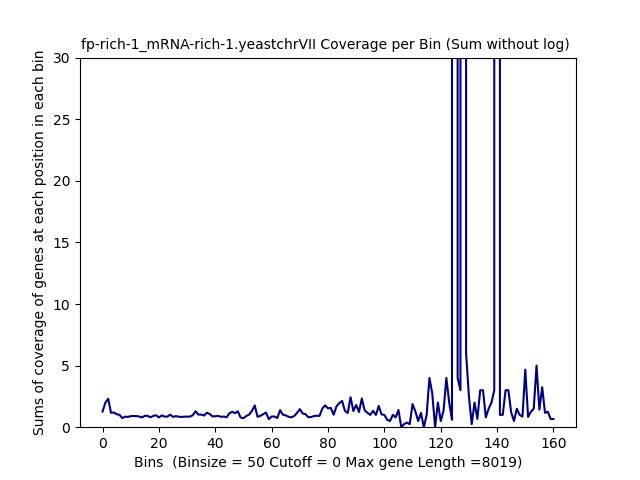 fp-rich-1_mRNA-rich-1.yeastchrVII Coverage per Bin (Sum without log)
Sums of coverage of genes at each position in each bin
30
25
20
15
10
5
0
0 20 40 60 80 100 120 140 160
Bins (Binsize = 50 Cutoff = 0 Max gene Length =8019)